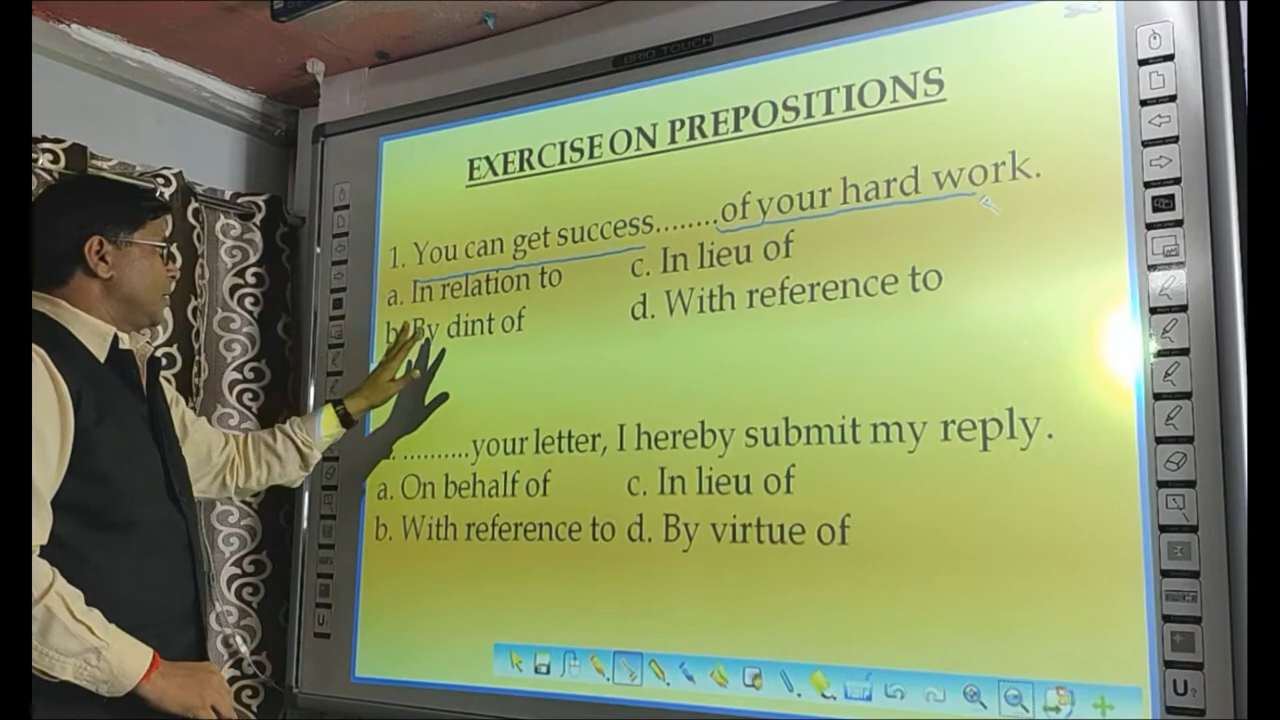 BRIO TOUCH
EXERCISE ON PREPOSITIONS
1. You can get success........of your hard work.
a. In relation to c. In lieu of
b. By dint of d. With reference to
..........your letter, I hereby submit my reply.
a. On behalf of c. In lieu of
b. With reference to d. By virtue of
U?